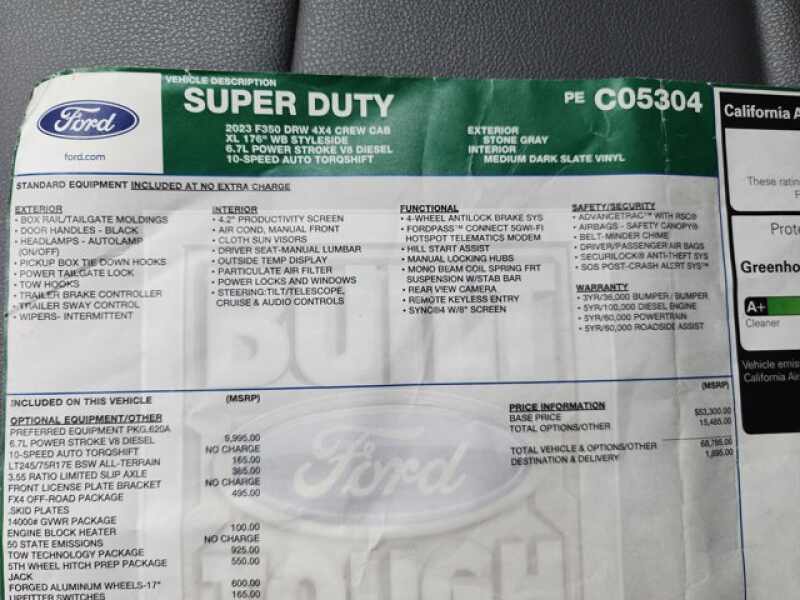 VEHICLE DESCRIPTION
Ford
ford.com
SUPER DUTY
PE C05304
2023 F350 DRW 4X4 CREW CAB
XL 176" WB STYLESIDE
6.7L POWER STROKE V8 DIESEL
10-SPEED AUTO TORQSHIFT
EXTERIOR
STONE GRAY
INTERIOR
MEDIUM DARK SLATE VINYL
STANDARD EQUIPMENT INCLUDED AT NO EXTRA CHARGE
EXTERIOR
• BOX RAIL/TAILGATE MOLDINGS
• DOOR HANDLES - BLACK
• HEADLAMPS - AUTOLAMP
(ON/OFF)
• PICKUP BOX TIE DOWN HOOKS
• POWER TAILGATE LOCK
• TOW HOOKS
• TRAILER BRAKE CONTROLLER
• TRAILER SWAY CONTROL
• WIPERS- INTERMITTENT
INTERIOR
• 4.2" PRODUCTIVITY SCREEN
• AIR COND, MANUAL FRONT
• CLOTH SUN VISORS
• DRIVER SEAT-MANUAL LUMBAR
• OUTSIDE TEMP DISPLAY
• PARTICULATE AIR FILTER
• POWER LOCKS AND WINDOWS
• STEERING:TILT/TELESCOPE,
CRUISE & AUDIO CONTROLS
FUNCTIONAL
• 4-WHEEL ANTILOCK BRAKE SYS
• FORDPASS™ CONNECT 5GWI-FI
HOTSPOT TELEMATICS MODEM
• HILL START ASSIST
• MANUAL LOCKING HUBS
• MONO BEAM COIL SPRING FRT
SUSPENSION W/STAB BAR
• REAR VIEW CAMERA
• REMOTE KEYLESS ENTRY
• SYNC®4 W/8" SCREEN
SAFETY/SECURITY
• ADVANCETRAC™ WITH RSC®
• AIRBAGS - SAFETY CANOPY®
• BELT-MINDER CHIME
• DRIVER/PASSENGER AIR BAGS
• SECURILOCK® ANTI-THEFT SYS
• SOS POST-CRASH ALERT SYS™
WARRANTY
• 3YR/36,000 BUMPER / BUMPER
• 5YR/100,000 DIESEL ENGINE
• 5YR/60,000 POWERTRAIN
• 5YR/60,000 ROADSIDE ASSIST
INCLUDED ON THIS VEHICLE (MSRP)
OPTIONAL EQUIPMENT/OTHER
PREFERRED EQUIPMENT PKG.620A
6.7L POWER STROKE V8 DIESEL 9,995.00
10-SPEED AUTO TORQSHIFT NO CHARGE
LT245/75R17E BSW ALL-TERRAIN 165.00
3.55 RATIO LIMITED SLIP AXLE 365.00
FRONT LICENSE PLATE BRACKET NO CHARGE
FX4 OFF-ROAD PACKAGE 495.00
.SKID PLATES
14000# GVWR PACKAGE
ENGINE BLOCK HEATER 100.00
50 STATE EMISSIONS NO CHARGE
TOW TECHNOLOGY PACKAGE 925.00
5TH WHEEL HITCH PREP PACKAGE 550.00
JACK
FORGED ALUMINUM WHEELS-17" 600.00
UPFITTER SWITCHES 165.00
(MSRP)
PRICE INFORMATION
BASE PRICE $53,300.00
TOTAL OPTIONS/OTHER 15,485.00
TOTAL VEHICLE & OPTIONS/OTHER 68,785.00
DESTINATION & DELIVERY 1,895.00
BUILT
Ford
TOUGH
California A
These ratin
Prote
Greenho
A+
Cleaner
Vehicle emis
California Air